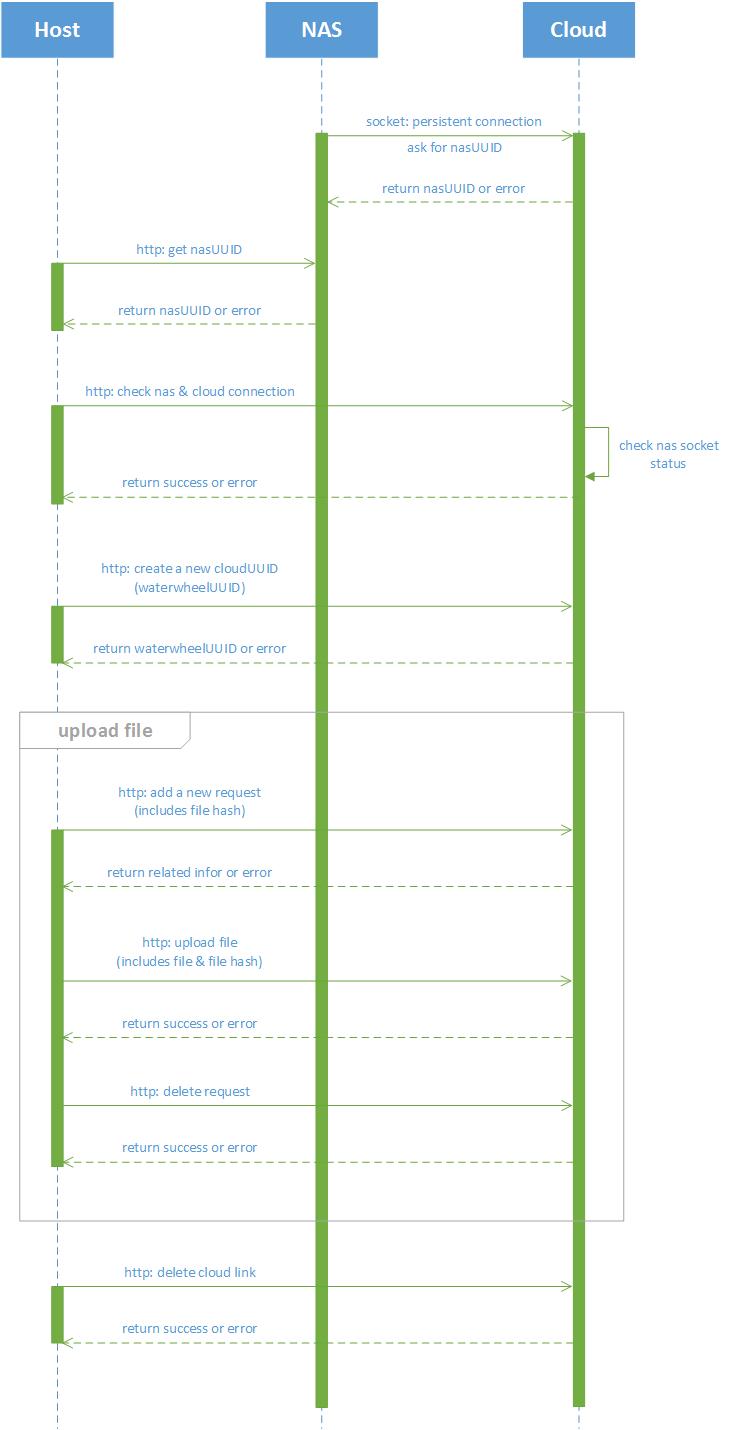 Host
NAS
Cloud
socket: persistent connection
ask for nasUUID
return nasUUID or error
http: get nasUUID
return nasUUID or error
http: check nas & cloud connection
check nas socket
status
return success or error
http: create a new cloudUUID
(waterwheelUUID)
return waterwheelUUID or error
upload file
http: add a new request
(includes file hash)
return related infor or error
http: upload file
(includes file & file hash)
return success or error
http: delete request
return success or error
http: delete cloud link
return success or error